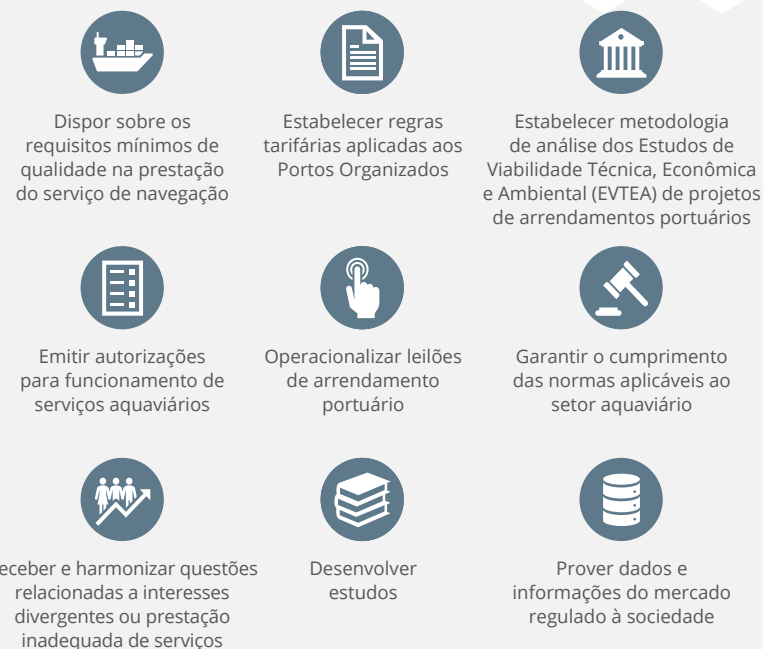 Dispor sobre os
requisitos mínimos de
qualidade na prestação
do serviço de navegação
Estabelecer regras
tarifárias aplicadas aos
Portos Organizados
Estabelecer metodologia
de análise dos Estudos de
Viabilidade Técnica, Econômica
e Ambiental (EVTEA) de projetos
de arrendamentos portuários
Emitir autorizações
para funcionamento de
serviços aquaviários
Operacionalizar leilões
de arrendamento
portuário
Garantir o cumprimento
das normas aplicáveis ao
setor aquaviário
eceber e harmonizar questões
relacionadas a interesses
divergentes ou prestação
inadequada de serviços
Desenvolver
estudos
Prover dados e
informações do mercado
regulado à sociedade